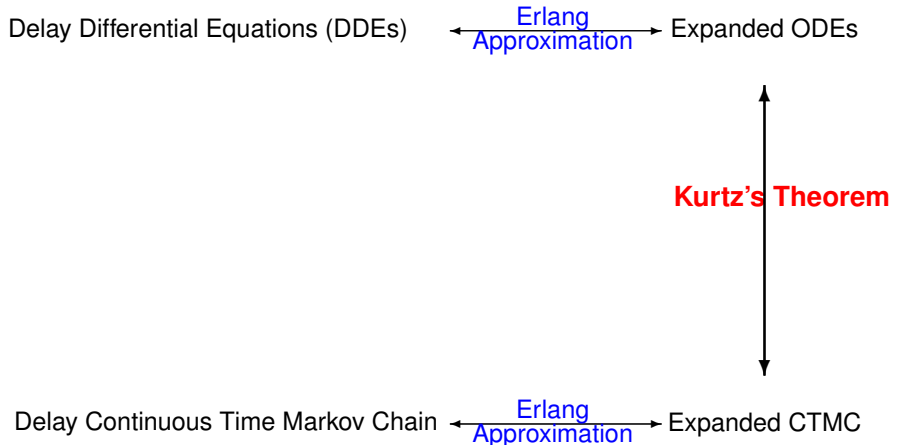 Delay Differential Equations (DDEs)
Erlang
Approximation
Expanded ODEs
Kurtz's Theorem
Delay Continuous Time Markov Chain
Erlang
Approximation
Expanded CTMC